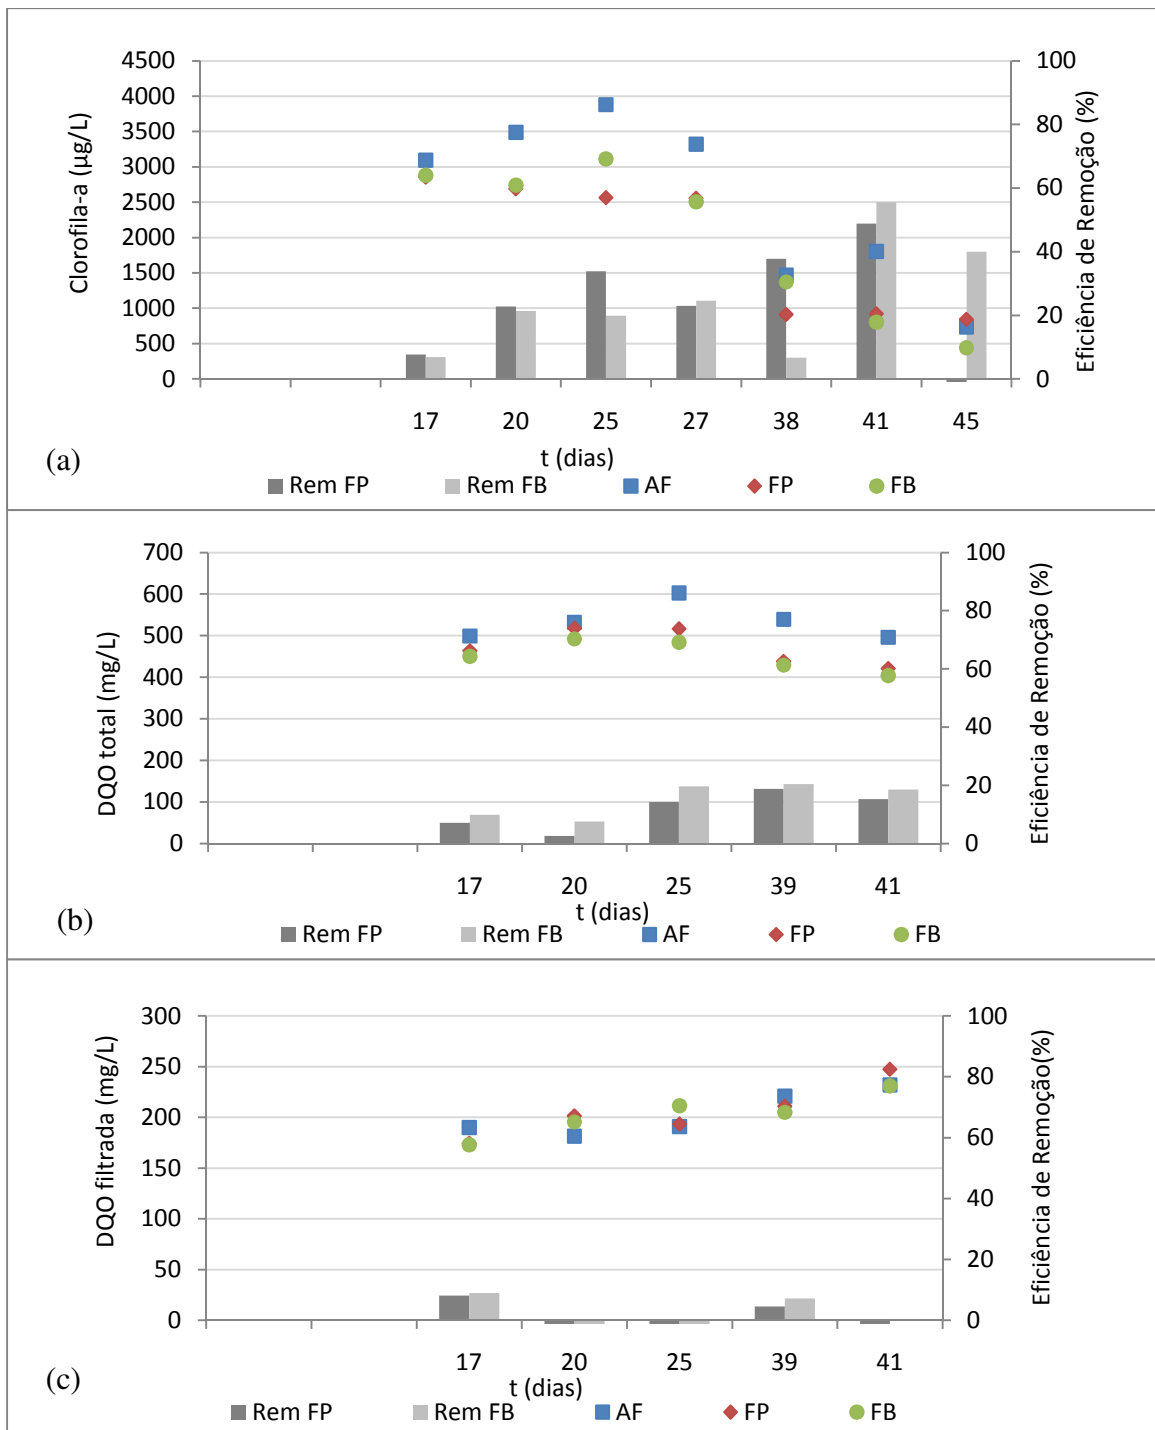 4500
4000
3500
3000
2500
2000
1500
1000
500
0
Clorofila-a (µg/L)
100
80
60
40
20
0
Eficiência de Remoção (%)
17 20 25 27 38 41 45
t (dias)
(a)
Rem FP Rem FB AF FP FB
700
600
500
400
300
200
100
0
DQO total (mg/L)
100
80
60
40
20
0
Eficiência de Remoção (%)
17 20 25 39 41
t (dias)
(b)
Rem FP Rem FB AF FP FB
300
250
200
150
100
50
0
DQO filtrada (mg/L)
100
80
60
40
20
0
Eficiência de Remoção(%)
17 20 25 39 41
t (dias)
(c)
Rem FP Rem FB AF FP FB